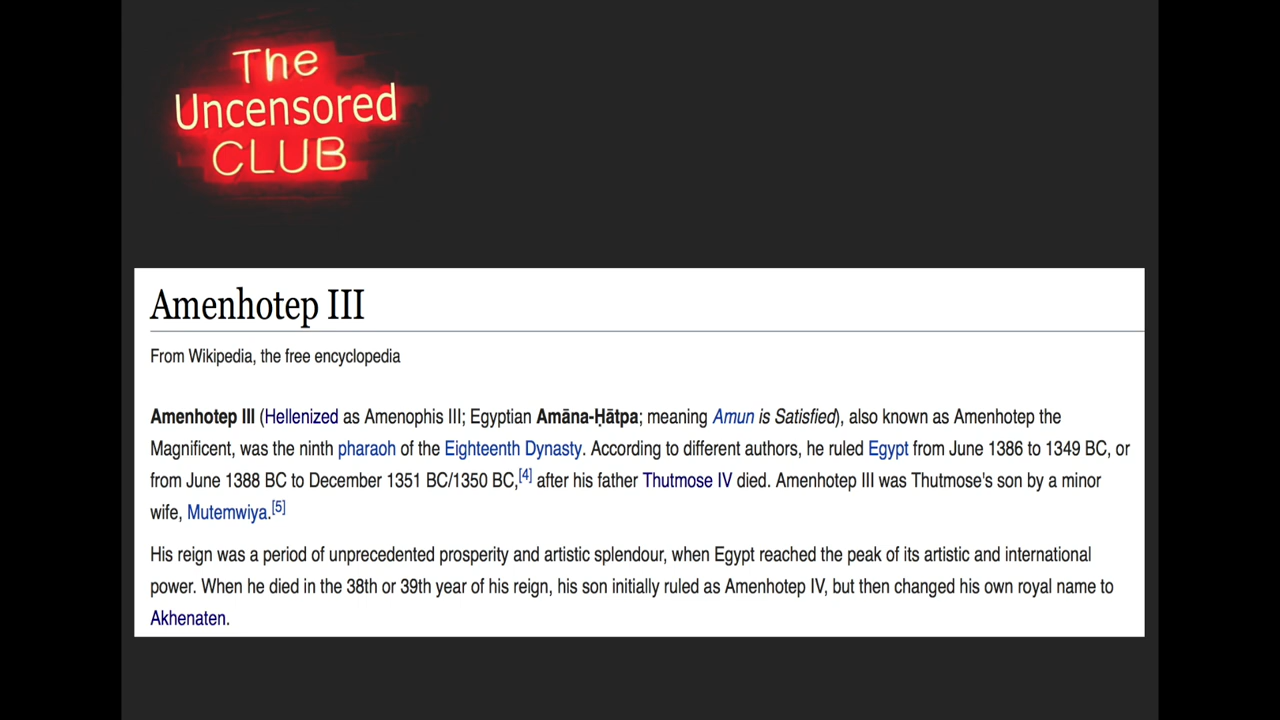 The
Uncensored
CLUB
Amenhotep III
From Wikipedia, the free encyclopedia
Amenhotep III (Hellenized as Amenophis III; Egyptian Amāna-Ḥātpa; meaning Amun is Satisfied), also known as Amenhotep the
Magnificent, was the ninth pharaoh of the Eighteenth Dynasty. According to different authors, he ruled Egypt from June 1386 to 1349 BC, or
from June 1388 BC to December 1351 BC/1350 BC,[4] after his father Thutmose IV died. Amenhotep III was Thutmose's son by a minor
wife, Mutemwiya.[5]
His reign was a period of unprecedented prosperity and artistic splendour, when Egypt reached the peak of its artistic and international
power. When he died in the 38th or 39th year of his reign, his son initially ruled as Amenhotep IV, but then changed his own royal name to
Akhenaten.